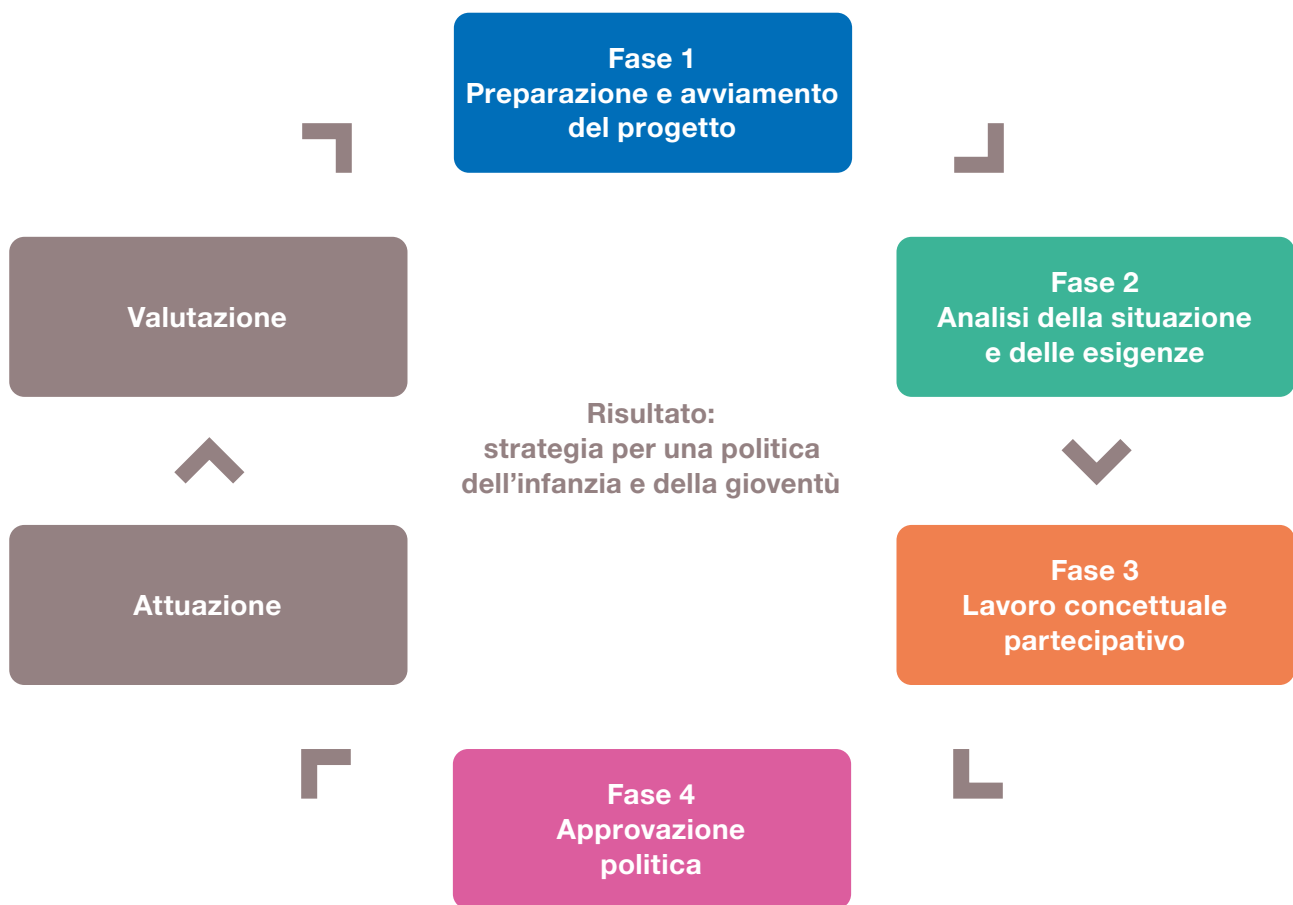 Fase 1
Preparazione e avviamento
del progetto
Fase 2
Analisi della situazione
e delle esigenze
Fase 3
Lavoro concettuale
partecipativo
Fase 4
Approvazione
politica
Attuazione
Valutazione
Risultato:
strategia per una politica
dell’infanzia e della gioventù